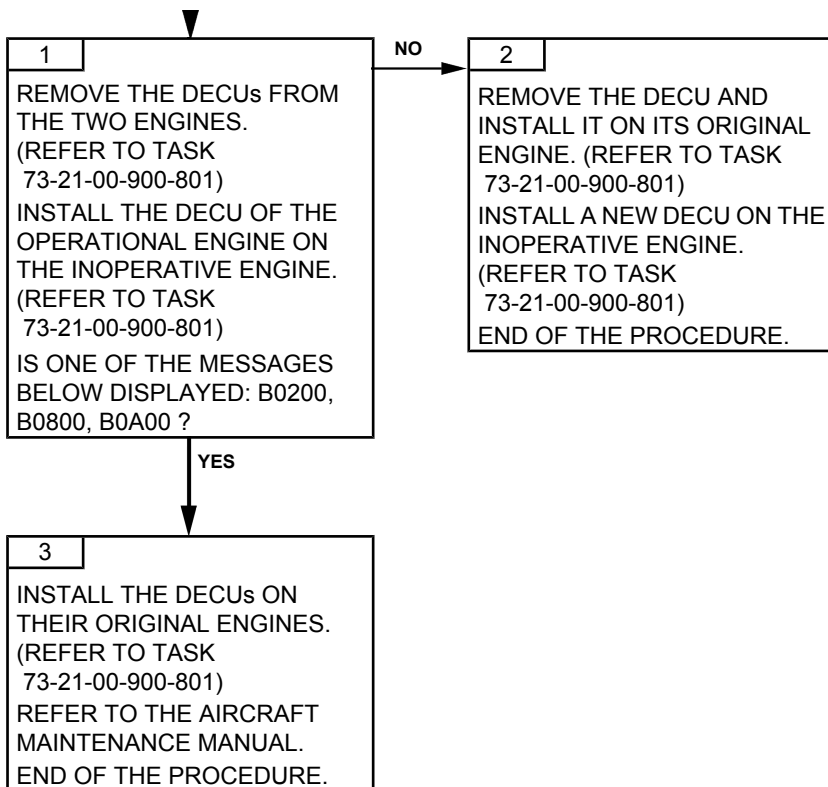 1
REMOVE THE DECUs FROM
THE TWO ENGINES.
(REFER TO TASK
73-21-00-900-801)
INSTALL THE DECU OF THE
OPERATIONAL ENGINE ON
THE INOPERATIVE ENGINE.
(REFER TO TASK
73-21-00-900-801)
IS ONE OF THE MESSAGES
BELOW DISPLAYED: B0200,
B0800, B0A00 ?
NO
2
REMOVE THE DECU AND
INSTALL IT ON ITS ORIGINAL
ENGINE. (REFER TO TASK
73-21-00-900-801)
INSTALL A NEW DECU ON THE
INOPERATIVE ENGINE.
(REFER TO TASK
73-21-00-900-801)
END OF THE PROCEDURE.
YES
3
INSTALL THE DECUs ON
THEIR ORIGINAL ENGINES.
(REFER TO TASK
73-21-00-900-801)
REFER TO THE AIRCRAFT
MAINTENANCE MANUAL.
END OF THE PROCEDURE.